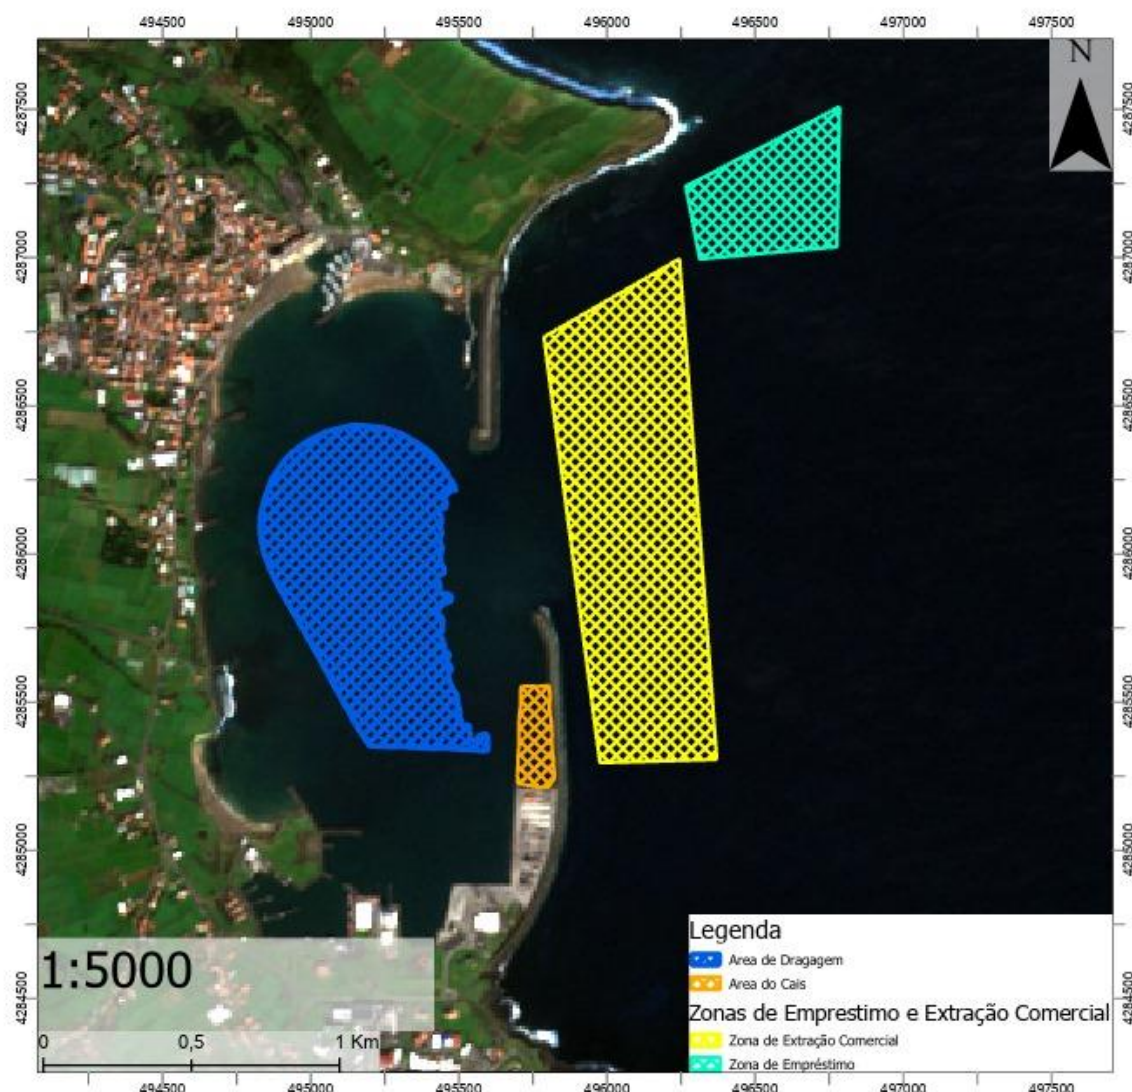 494500 495000 495500 496000 496500 497000 497500
N
4287500 4287500
4287000 4287000
4286500 4286500
4286000 4286000
4285500 4285500
4285000 4285000
4284500 4284500
Legenda
Area de Dragagem
Area do Cais
Zonas de Emprestimo e Extração Comercial
Zona de Extração Comercial
Zona de Empréstimo
1:5000
0 0,5 1 Km
494500 495000 495500 496000 496500 497000 497500